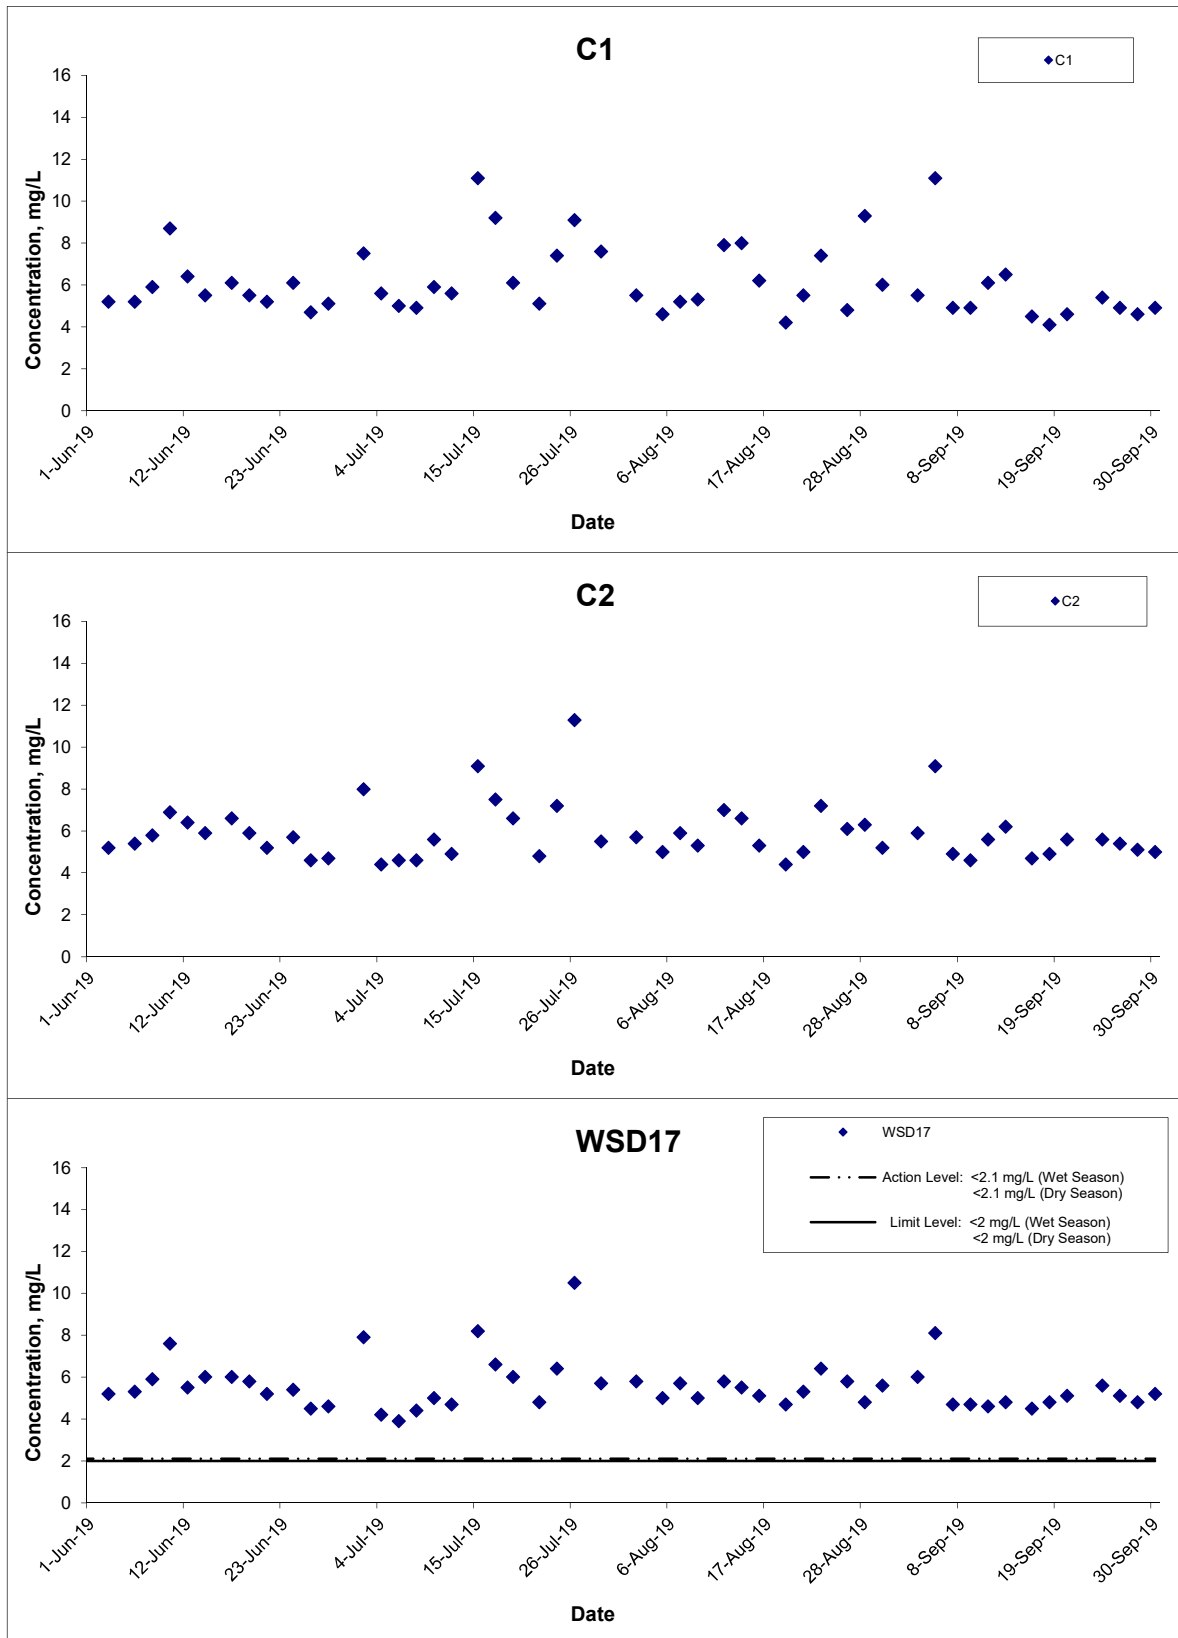 C1
C1
16
14
12
10
8
6
4
2
0
Concentration, mg/L
1-Jun-19
12-Jun-19
23-Jun-19
4-Jul-19
15-Jul-19
26-Jul-19
6-Aug-19
17-Aug-19
28-Aug-19
8-Sep-19
19-Sep-19
30-Sep-19
Date
C2
C2
16
14
12
10
8
6
4
2
0
Concentration, mg/L
1-Jun-19
12-Jun-19
23-Jun-19
4-Jul-19
15-Jul-19
26-Jul-19
6-Aug-19
17-Aug-19
28-Aug-19
8-Sep-19
19-Sep-19
30-Sep-19
Date
WSD17
WSD17
Action Level: <2.1 mg/L (Wet Season)
<2.1 mg/L (Dry Season)
Limit Level: <2 mg/L (Wet Season)
<2 mg/L (Dry Season)
16
14
12
10
8
6
4
2
0
Concentration, mg/L
1-Jun-19
12-Jun-19
23-Jun-19
4-Jul-19
15-Jul-19
26-Jul-19
6-Aug-19
17-Aug-19
28-Aug-19
8-Sep-19
19-Sep-19
30-Sep-19
Date